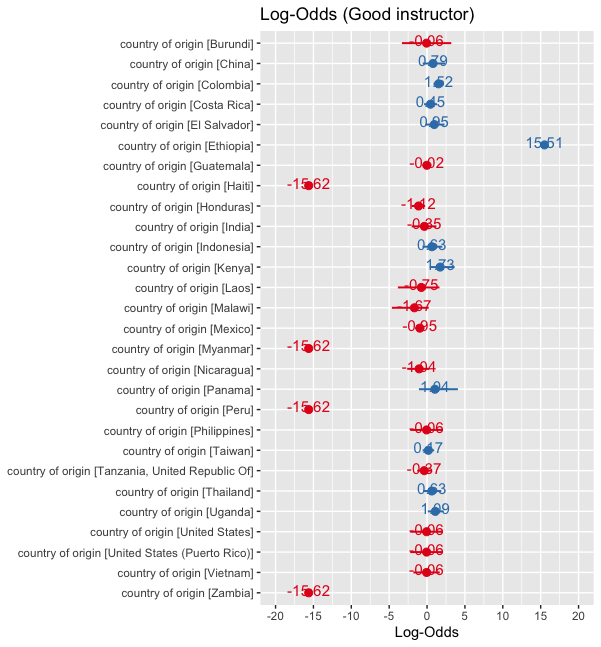 Log-Odds (Good instructor)
country of origin [Burundi] -0.06
country of origin [China] 0.79
country of origin [Colombia] 1.52
country of origin [Costa Rica] 0.45
country of origin [El Salvador] 0.95
country of origin [Ethiopia] 15.51
country of origin [Guatemala] -0.02
country of origin [Haiti] -15.62
country of origin [Honduras] -1.12
country of origin [India] -0.35
country of origin [Indonesia] 0.63
country of origin [Kenya] 1.73
country of origin [Laos] -0.75
country of origin [Malawi] -1.67
country of origin [Mexico] -0.95
country of origin [Myanmar] -15.62
country of origin [Nicaragua] -1.04
country of origin [Panama] 1.04
country of origin [Peru] -15.62
country of origin [Philippines] -0.06
country of origin [Taiwan] 0.17
country of origin [Tanzania, United Republic Of] -0.37
country of origin [Thailand] 0.63
country of origin [Uganda] 1.09
country of origin [United States] -0.06
country of origin [United States (Puerto Rico)] -0.06
country of origin [Vietnam] -0.06
country of origin [Zambia] -15.62
-20 -15 -10 -5 0 5 10 15 20
Log-Odds